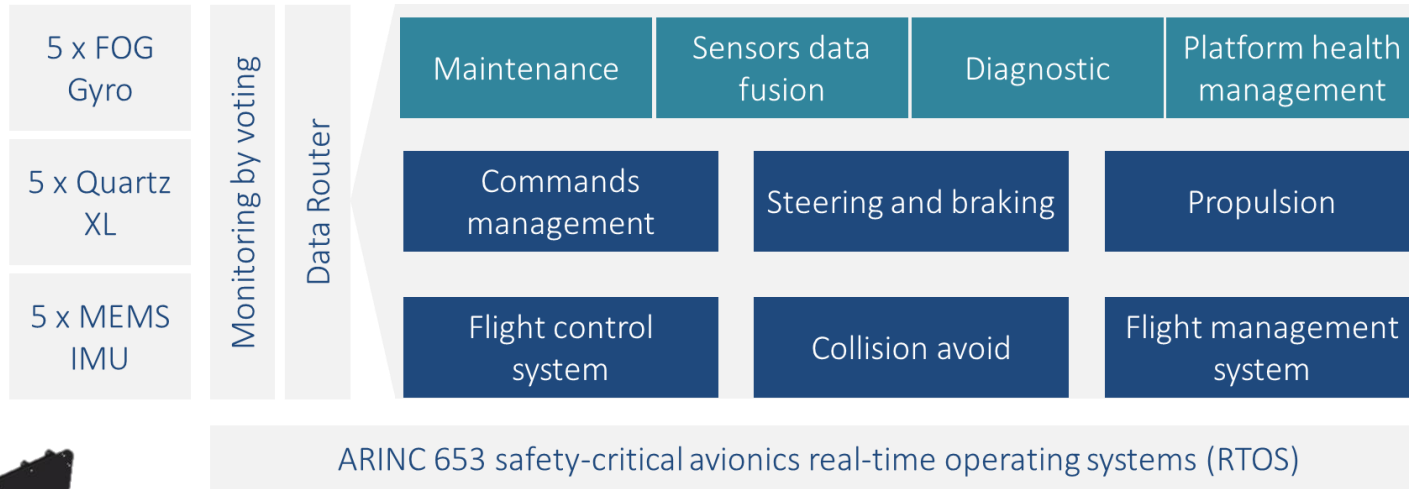 5 x FOG
Gyro
5 x Quartz
XL
5 x MEMS
IMU
Monitoring by voting
Data Router
Maintenance
Sensors data
fusion
Diagnostic
Platform health
management
Commands
management
Steering and braking
Propulsion
Flight control
system
Collision avoid
Flight management
system
ARINC 653 safety-critical avionics real-time operating systems (RTOS)